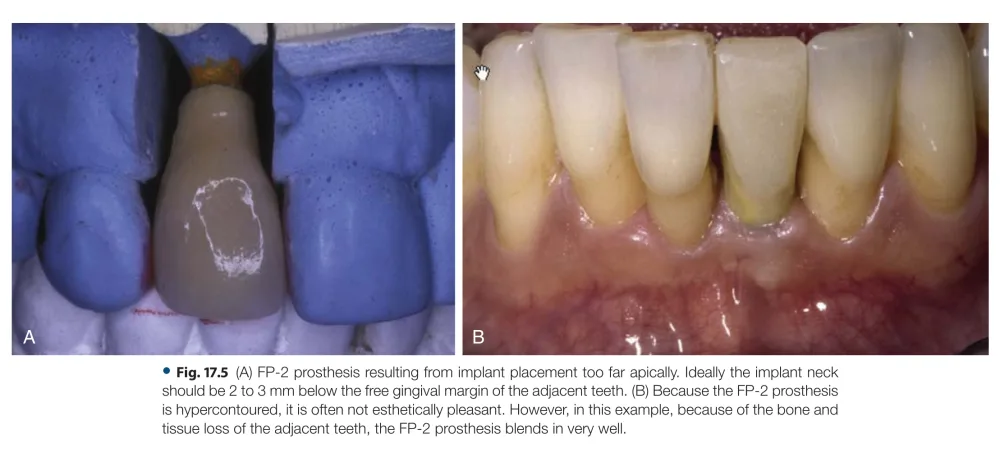 A
B
• Fig. 17.5 (A) FP-2 prosthesis resulting from implant placement too far apically. Ideally the implant neck
should be 2 to 3 mm below the free gingival margin of the adjacent teeth. (B) Because the FP-2 prosthesis
is hypercontoured, it is often not esthetically pleasant. However, in this example, because of the bone and
tissue loss of the adjacent teeth, the FP-2 prosthesis blends in very well.